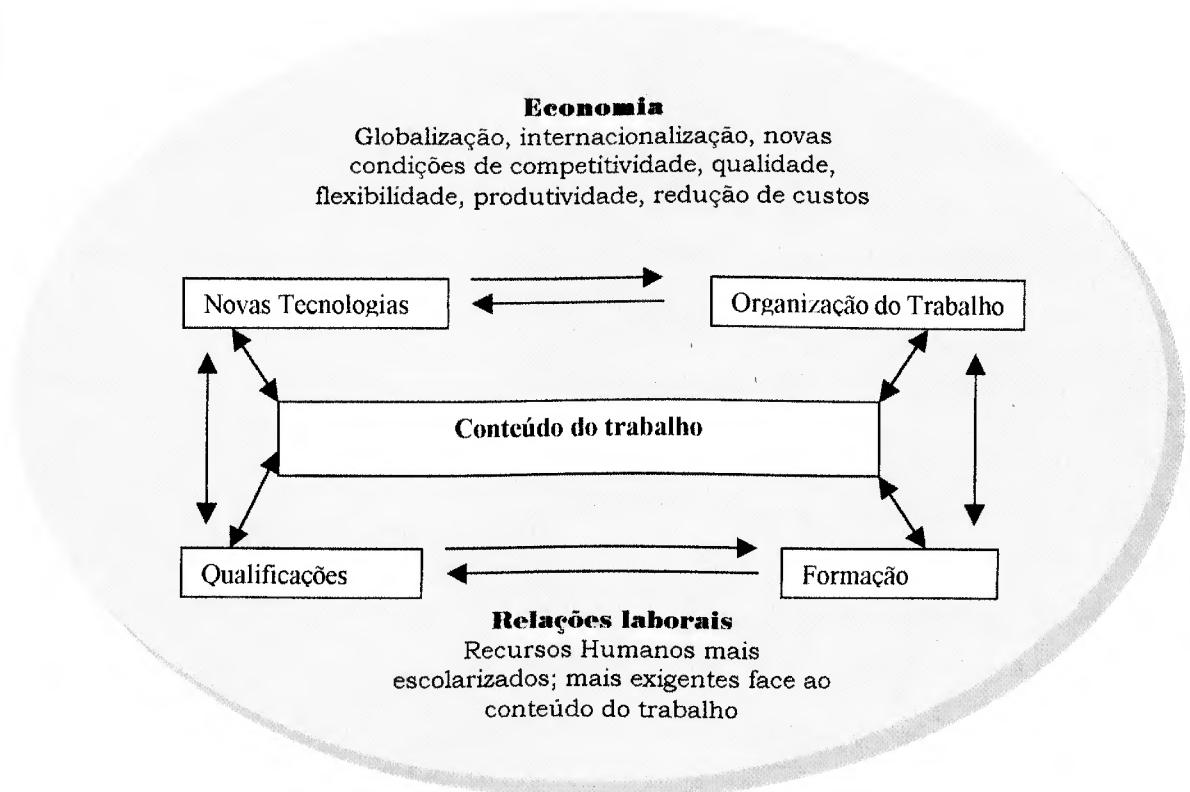 Economia
Globalização, internacionalização, novas
condições de competitividade, qualidade,
flexibilidade, produtividade, redução de custos
Novas Tecnologias
Organização do Trabalho
Conteúdo do trabalho
Qualificações
Formação
Relações laborais
Recursos Humanos mais
escolarizados; mais exigentes face ao
conteúdo do trabalho